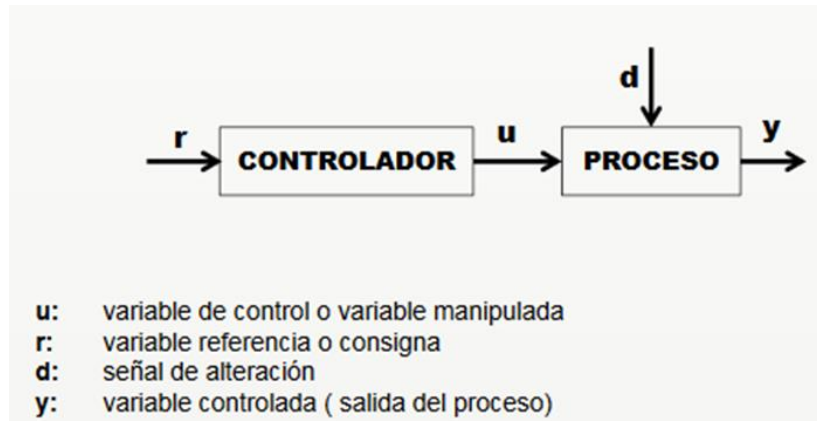 d
r
CONTROLADOR
u
PROCESO
y
u: variable de control o variable manipulada
r: variable referencia o consigna
d: señal de alteración
y: variable controlada ( salida del proceso)